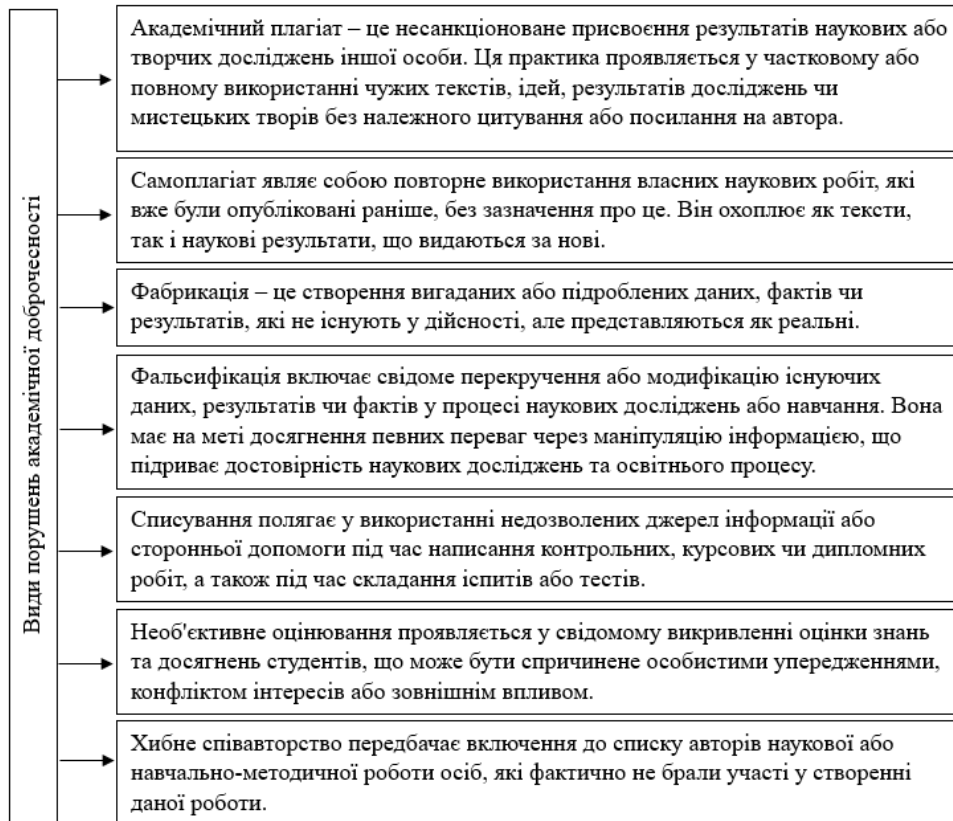 Види порушень академічної доброчесності
Академічний плагіат – це несанкціоноване присвоєння результатів наукових або
творчих досліджень іншої особи. Ця практика проявляється у частковому або
повному використанні чужих текстів, ідей, результатів досліджень чи
мистецьких творів без належного цитування або посилання на автора.
Самоплагіат являє собою повторне використання власних наукових робіт, які
вже були опубліковані раніше, без зазначення про це. Він охоплює як тексти,
так і наукові результати, що видаються за нові.
Фабрикація – це створення вигаданих або підроблених даних, фактів чи
результатів, які не існують у дійсності, але представляються як реальні.
Фальсифікація включає свідоме перекручення або модифікацію існуючих
даних, результатів чи фактів у процесі наукових досліджень або навчання. Вона
має на меті досягнення певних переваг через маніпуляцію інформацією, що
підриває достовірність наукових досліджень та освітнього процесу.
Списування полягає у використанні недозволених джерел інформації або
сторонньої допомоги під час написання контрольних, курсових чи дипломних
робіт, а також під час складання іспитів або тестів.
Необ'єктивне оцінювання проявляється у свідомому викривленні оцінки знань
та досягнень студентів, що може бути спричинене особистими упередженнями,
конфліктом інтересів або зовнішнім впливом.
Хибне співавторство передбачає включення до списку авторів наукової або
навчально-методичної роботи осіб, які фактично не брали участі у створенні
даної роботи.